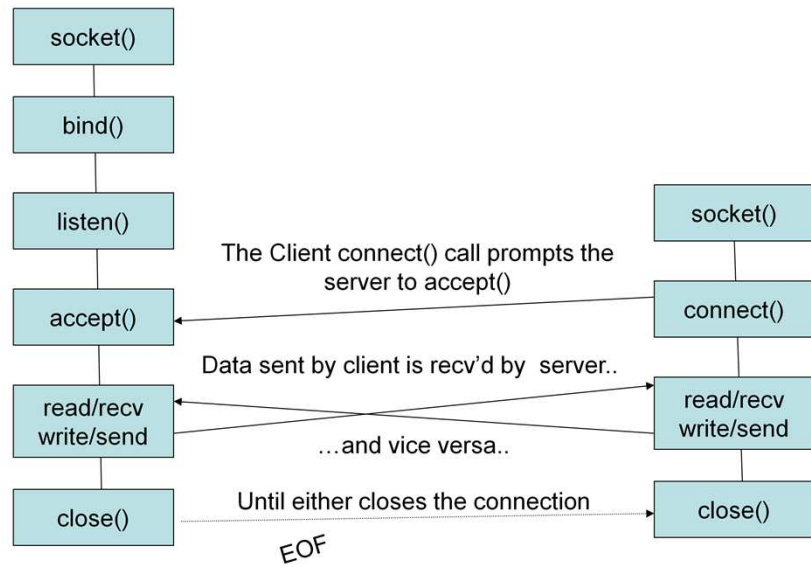 socket()
bind()
listen()
socket()
The Client connect() call prompts the
server to accept()
accept()
connect()
Data sent by client is recv'd by  server..
read/recv
write/send
read/recv
write/send
…and vice versa..
Until either closes the connection
close()
close()
EOF